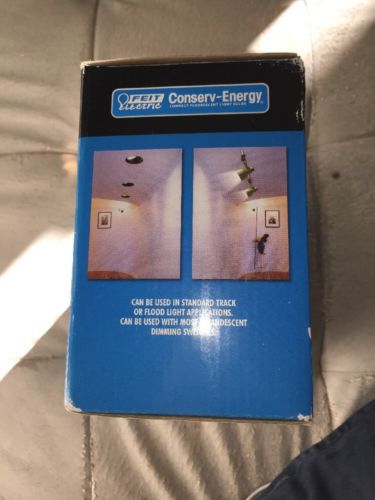 FEIT
electric
Conserv-Energy
COMPACT FLUORESCENT LIGHT BULBS
CAN BE USED IN STANDARD TRACK
OR FLOOD LIGHT APPLICATIONS.
CAN BE USED WITH MOST
DIMMING